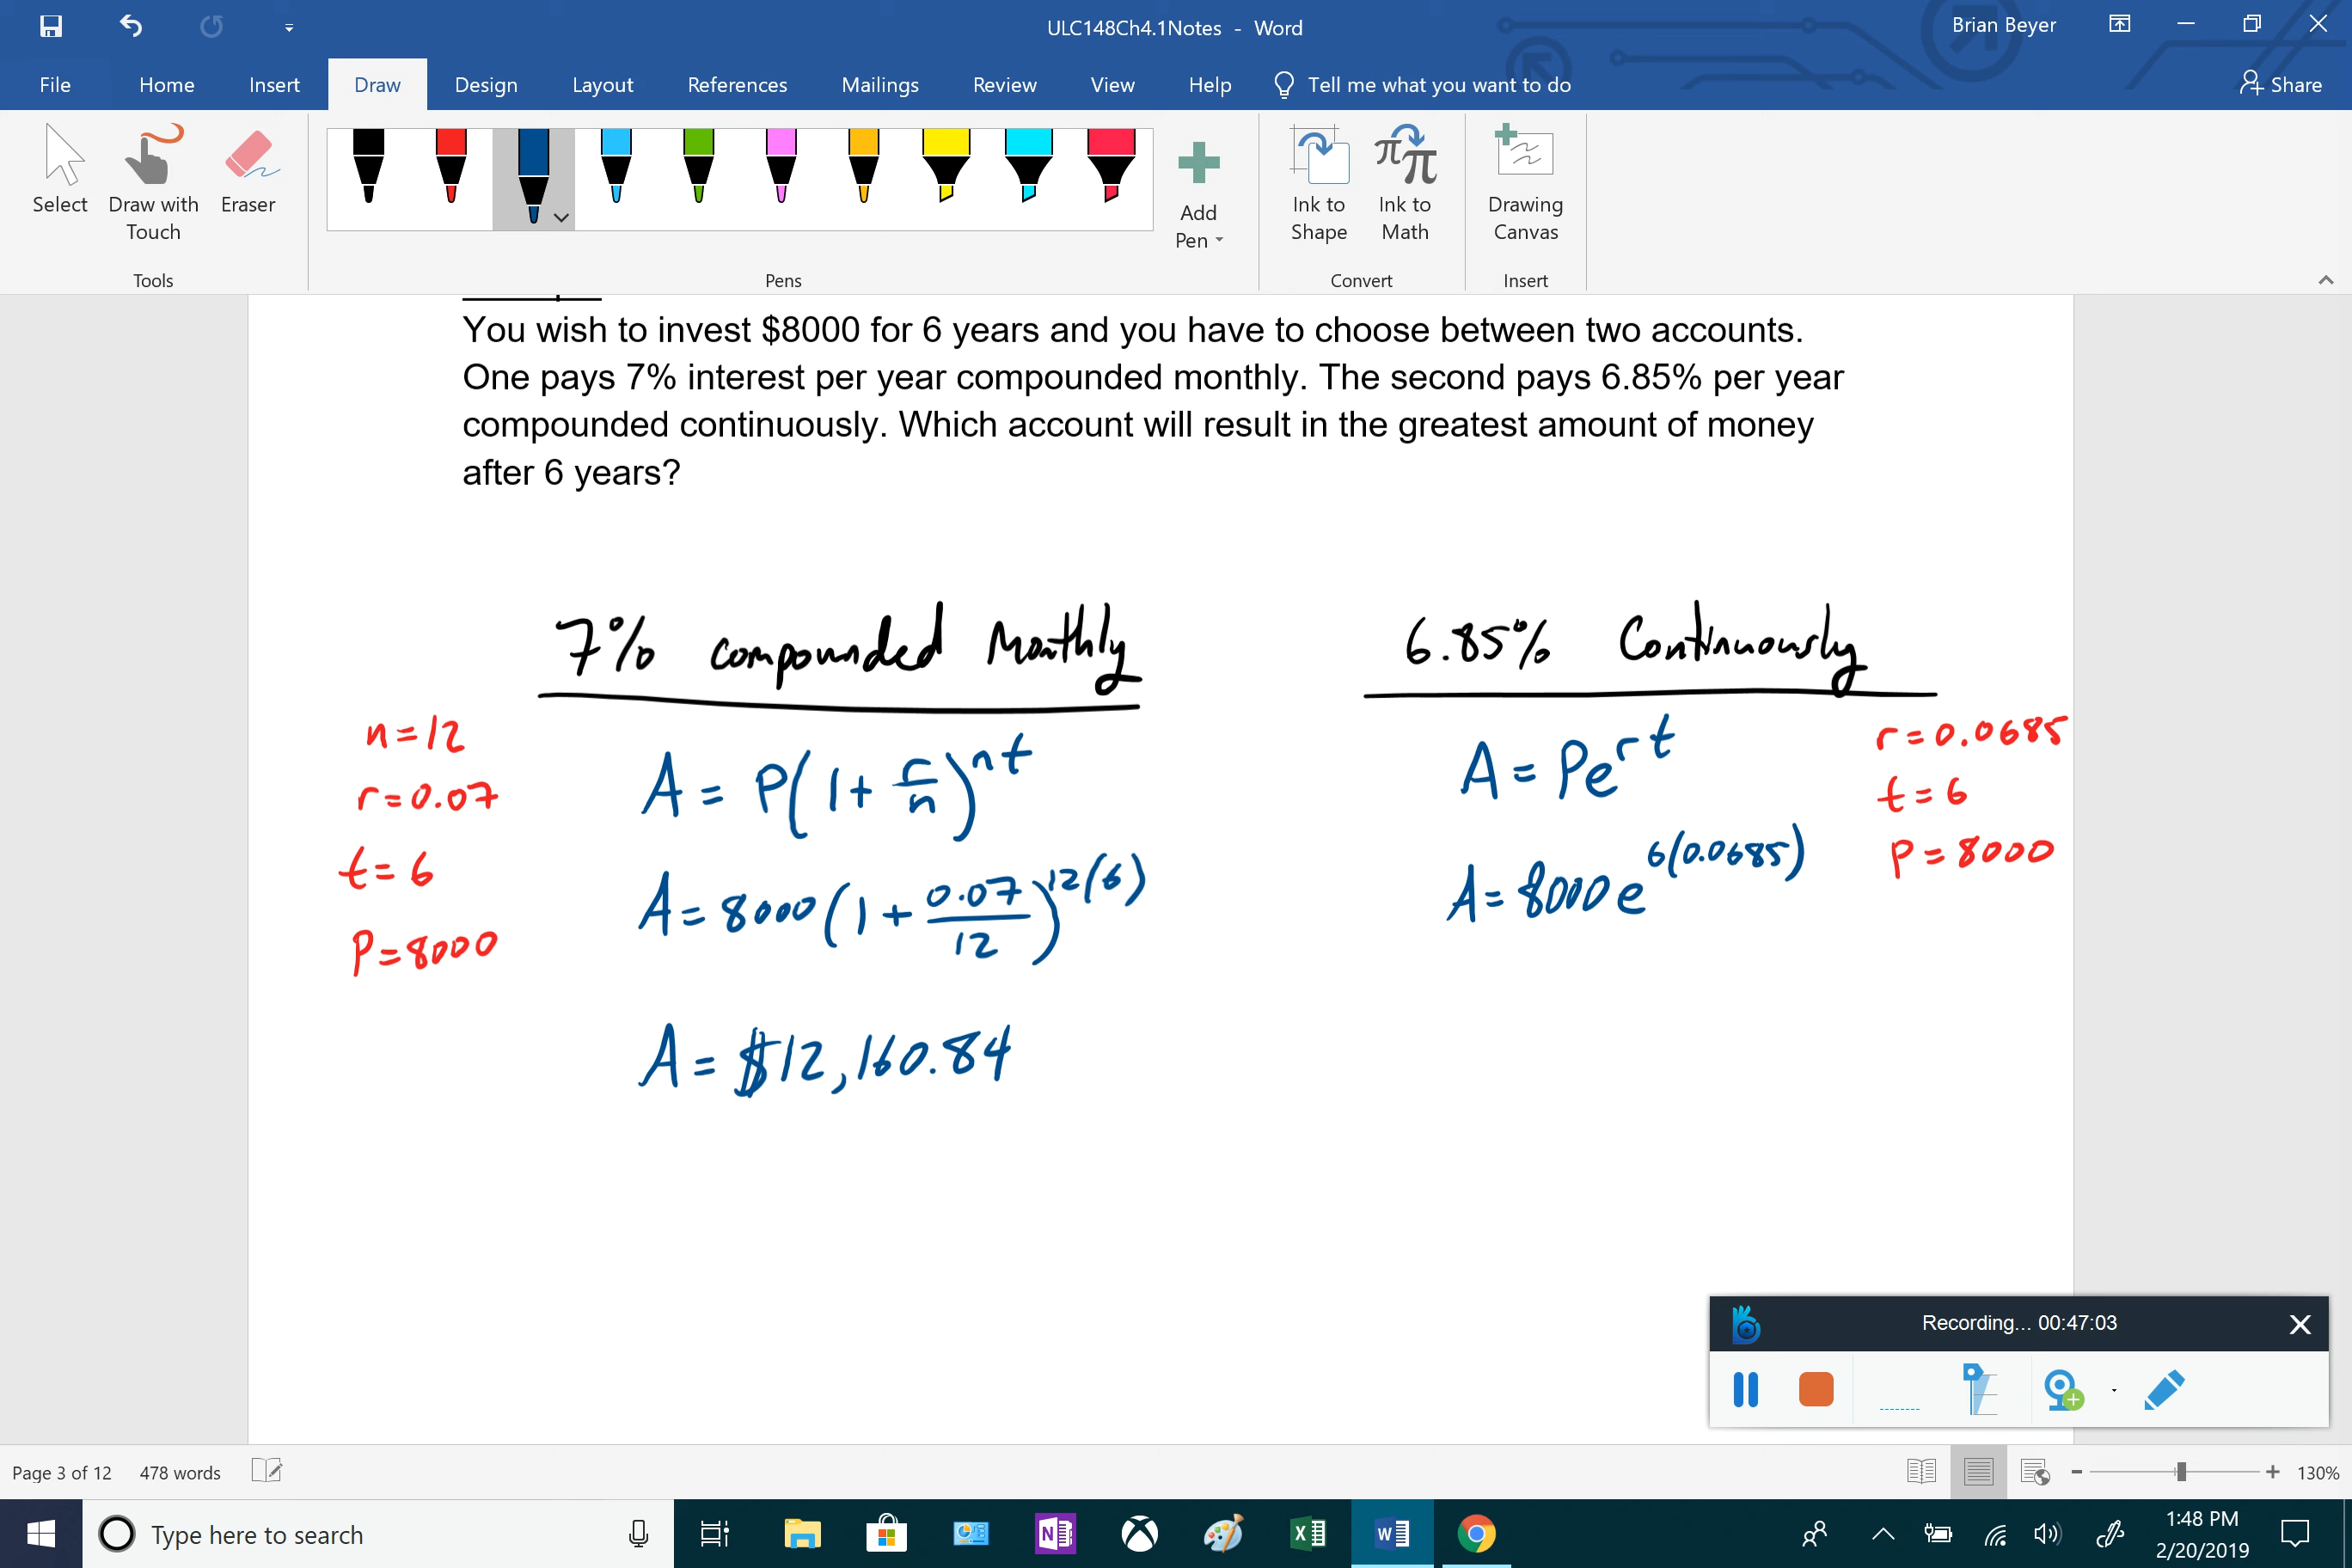 ULC148Ch4.1Notes - Word
Brian Beyer
File Home Insert Draw Design Layout References Mailings Review View Help Tell me what you want to do Share
Select
Draw with Touch
Eraser
Tools
Pens
Add Pen
Ink to Shape
Ink to Math
Convert
Drawing Canvas
Insert
You wish to invest $8000 for 6 years and you have to choose between two accounts.
One pays 7% interest per year compounded monthly. The second pays 6.85% per year
compounded continuously. Which account will result in the greatest amount of money
after 6 years?
7% compounded Monthly
n=12
r=0.07
t=6
P=8000
A = P(1+ r/n)^nt
A = 8000(1 + 0.07/12)^12(6)
A = $12,160.84
6.85% Continuously
A = Pe^rt
A = 8000e^6(0.0685)
r=0.0685
t=6
P=8000
Recording... 00:47:03
Page 3 of 12 478 words
130%
Type here to search
1:48 PM
2/20/2019